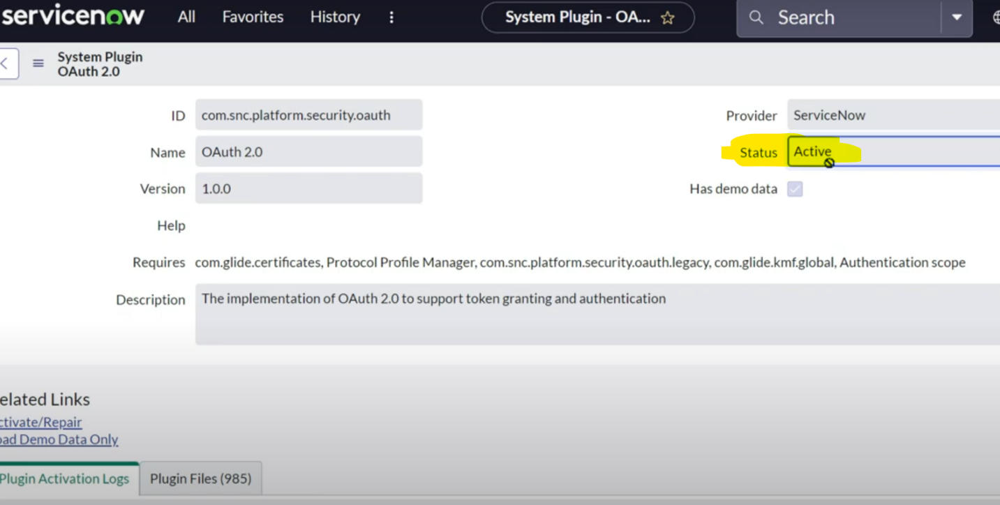 servicenow All Favorites History System Plugin - OA... Search
System Plugin
OAuth 2.0
ID com.snc.platform.security.oauth Provider ServiceNow
Name OAuth 2.0 Status Active
Version 1.0.0 Has demo data
Help
Requires com.glide.certificates, Protocol Profile Manager, com.snc.platform.security.oauth.legacy, com.glide.kmf.global, Authentication scope
Description The implementation of OAuth 2.0 to support token granting and authentication
elated Links
ctivate/Repair
oad Demo Data Only
Plugin Activation Logs Plugin Files (985)